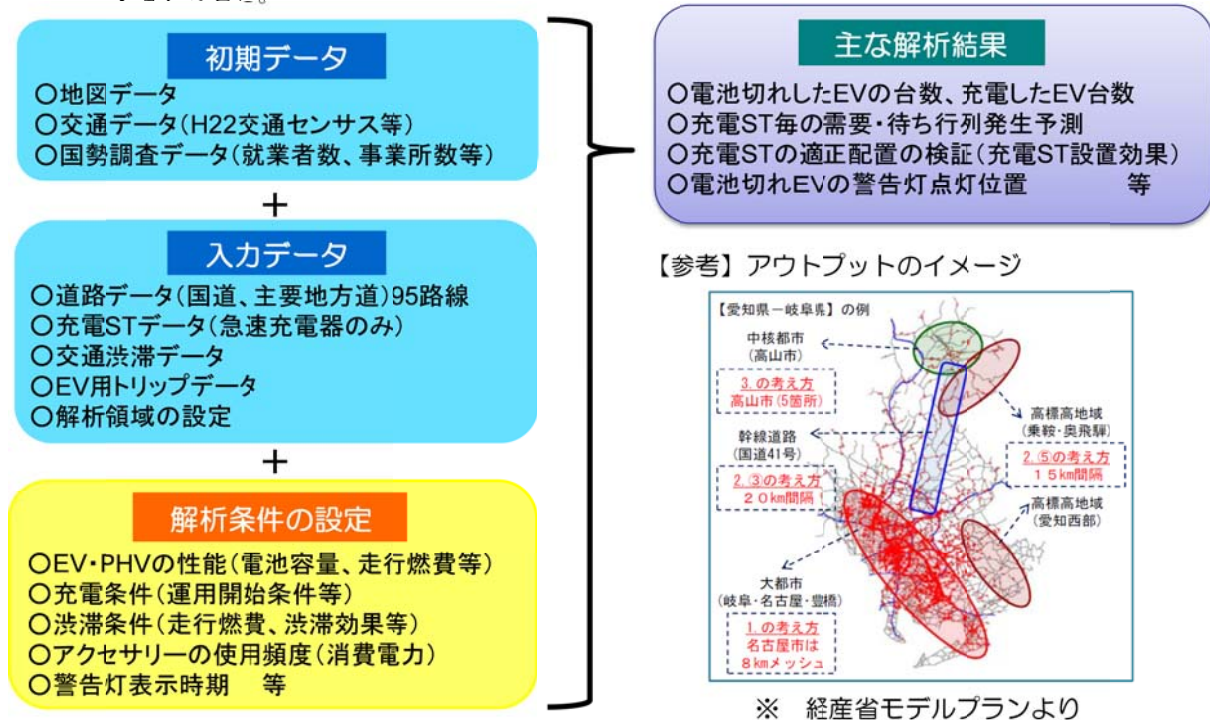 初期データ
〇地図データ
〇交通データ(H22交通センサス等)
〇国勢調査データ(就業者数、事業所数等)
+
入力データ
〇道路データ(国道、主要地方道)95路線
〇充電STデータ(急速充電器のみ)
〇交通渋滞データ
〇EV用トリップデータ
〇解析領域の設定
+
解析条件の設定
〇EV・PHVの性能(電池容量、走行燃費等)
〇充電条件(運用開始条件等)
〇渋滞条件(走行燃費、渋滞効果等)
〇アクセサリーの使用頻度(消費電力)
〇警告灯表示時期　等
主な解析結果
〇電池切れしたEVの台数、充電したEV台数
〇充電ST毎の需要・待ち行列発生予測
〇充電STの適正配置の検証(充電ST設置効果)
〇電池切れEVの警告灯点灯位置　等
【参考】アウトプットのイメージ
【愛知県－岐阜県】の例
中核都市
(高山市)
3.の考え方
高山市(5箇所)
幹線道路
(国道41号)
2.③の考え方
20km間隔
高標高地域
(乗鞍・奥飛騨)
2.⑤の考え方
15km間隔
高標高地域
(愛知西部)
大都市
(岐阜・名古屋・豊橋)
1.の考え方
名古屋市は
8kmメッシュ
※　経産省モデルプランより